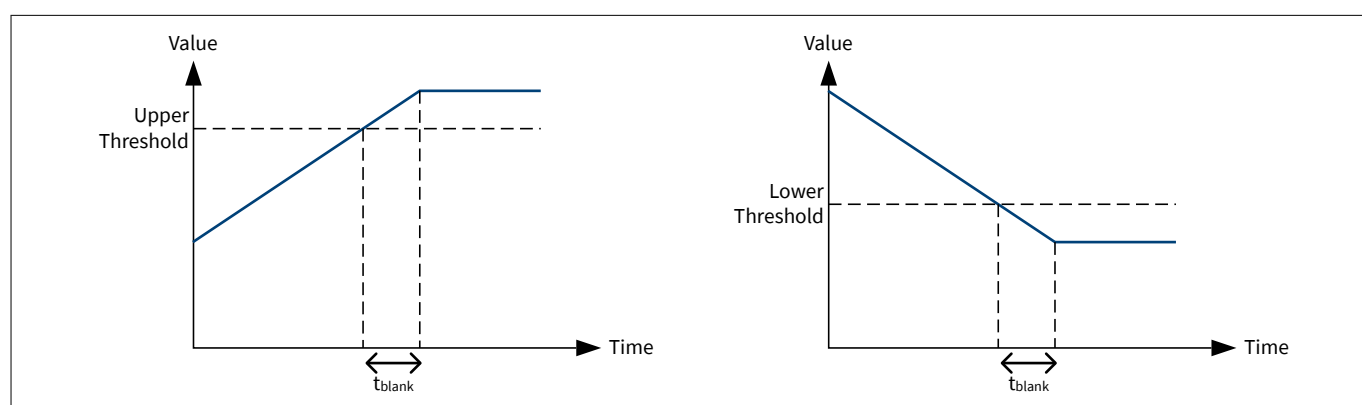 Value
Upper
Threshold
Time
tblank
Value
Lower
Threshold
Time
tblank